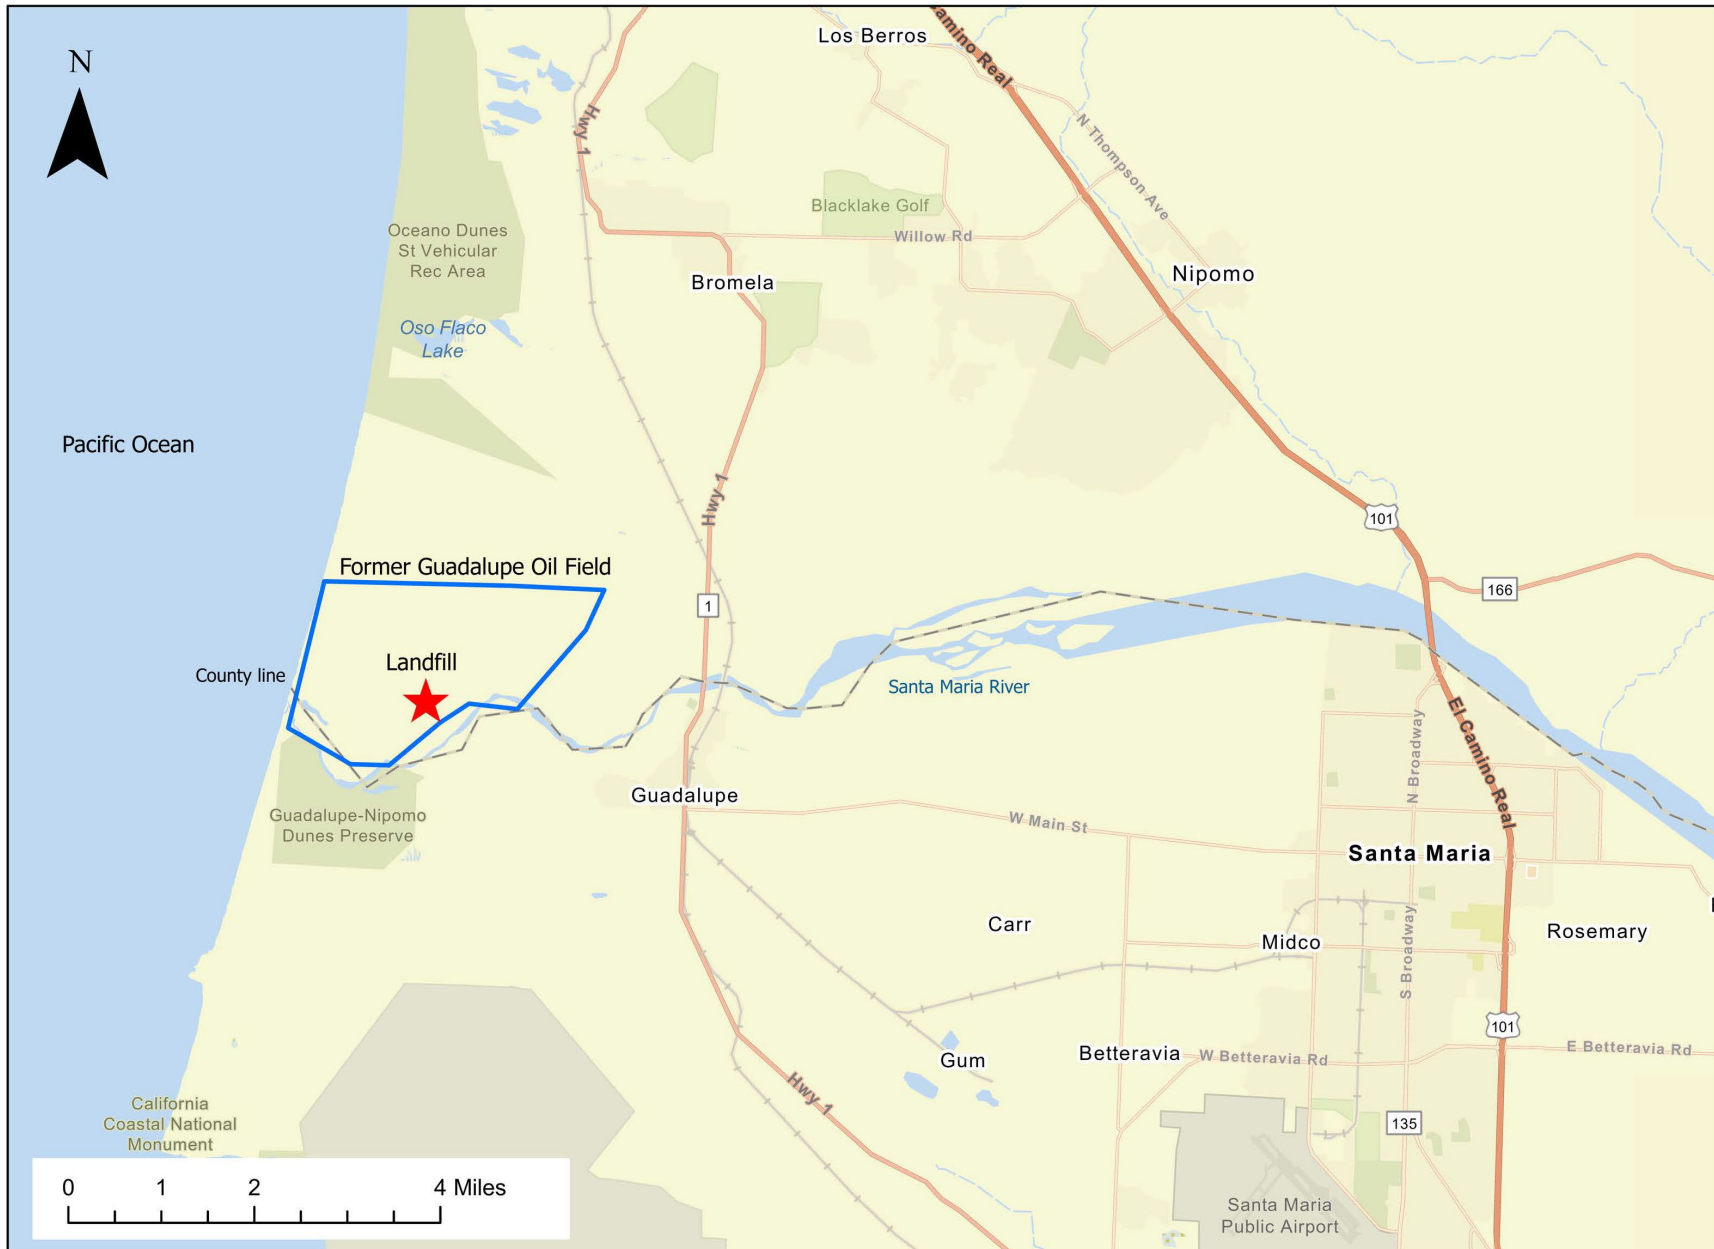 Los Berros
Camino Real
N
Hwy 1
N Thompson Ave
Blacklake Golf
Willow Rd
Oceano Dunes
St Vehicular
Rec Area
Bromela
Nipomo
Oso Flaco
Lake
Pacific Ocean
Hwy 1
101
Former Guadalupe Oil Field
166
1
County line
Landfill
Santa Maria River
El Camino Real
N Broadway
Guadalupe
Guadalupe-Nipomo
Dunes Preserve
W Main St
Santa Maria
Carr
Midco
Rosemary
S Broadway
101
Gum
Betteravia
W Betteravia Rd
E Betteravia Rd
Hwy 1
California
Coastal National
Monument
135
0 1 2 4 Miles
Santa Maria
Public Airport